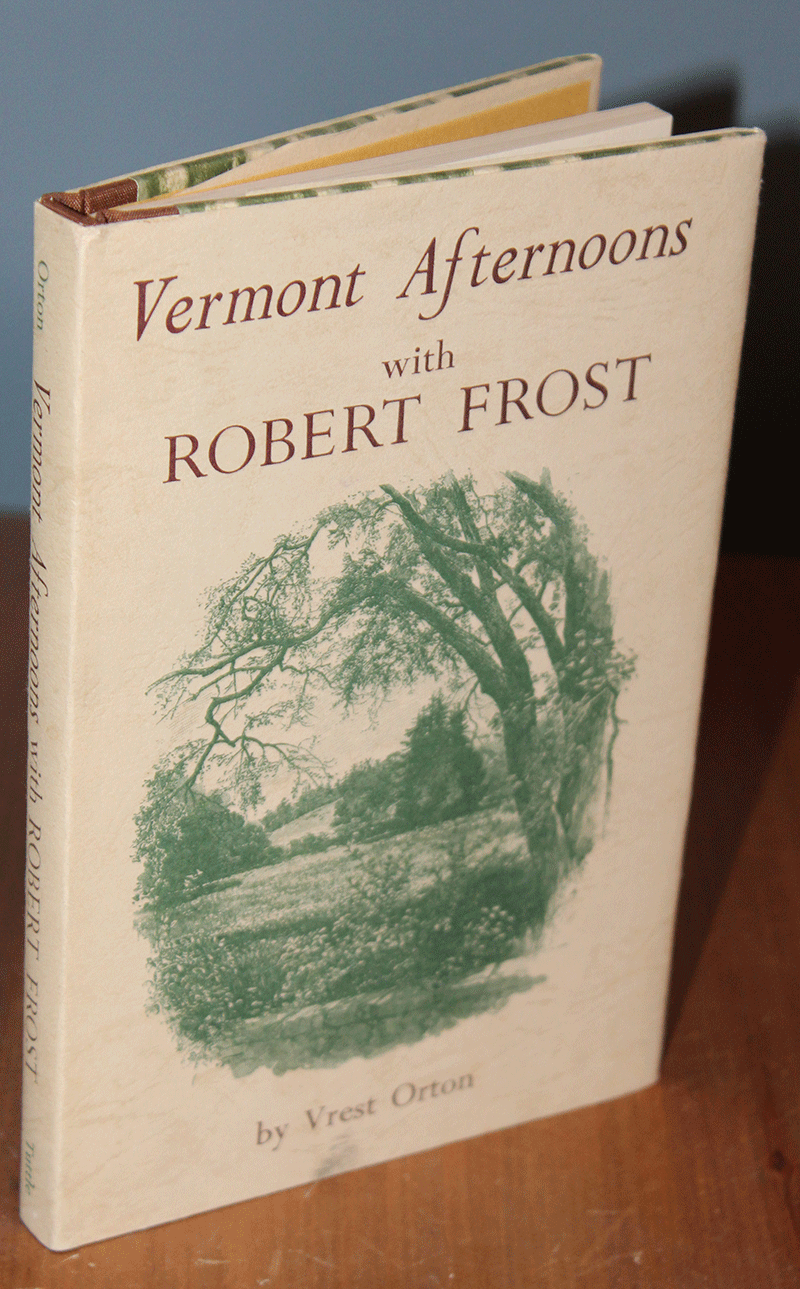 Vermont Afternoons
with
ROBERT FROST
by Vrest Orton
Orton Vermont Afternoons with ROBERT FROST Tuttle